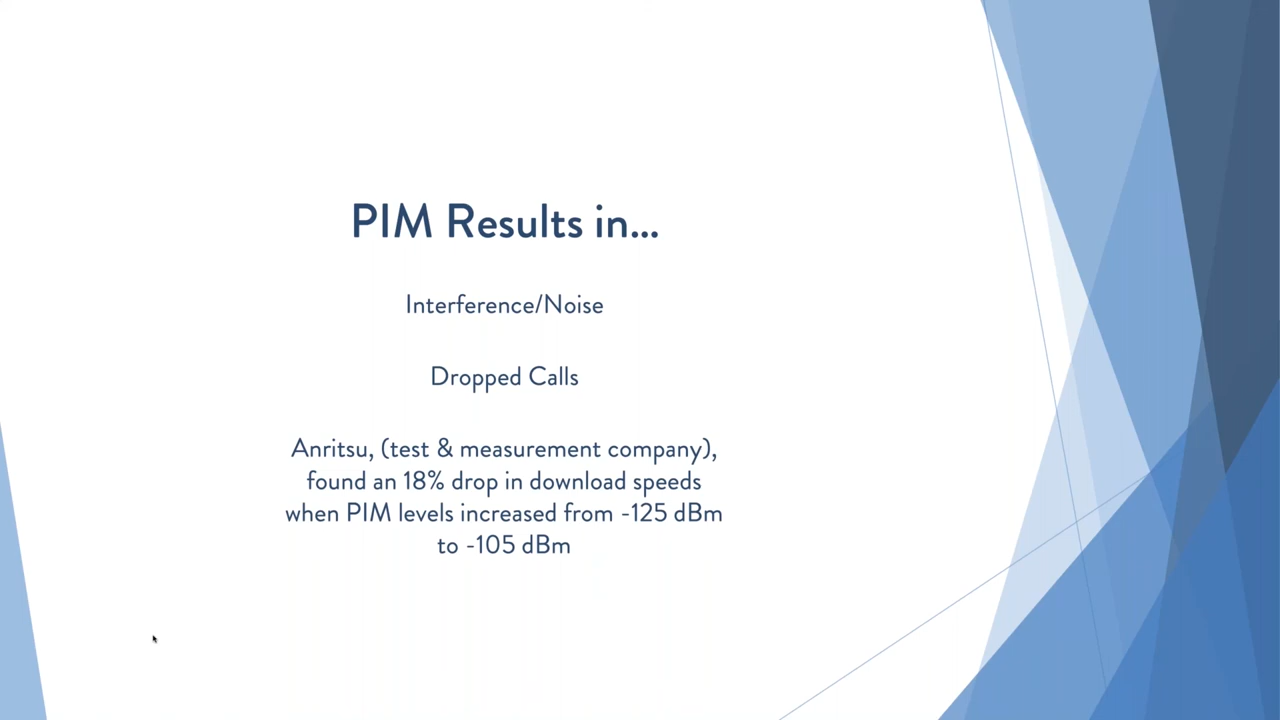 PIM Results in...
Interference/Noise
Dropped Calls
Anritsu, (test & measurement company),
found an 18% drop in download speeds
when PIM levels increased from -125 dBm
to -105 dBm